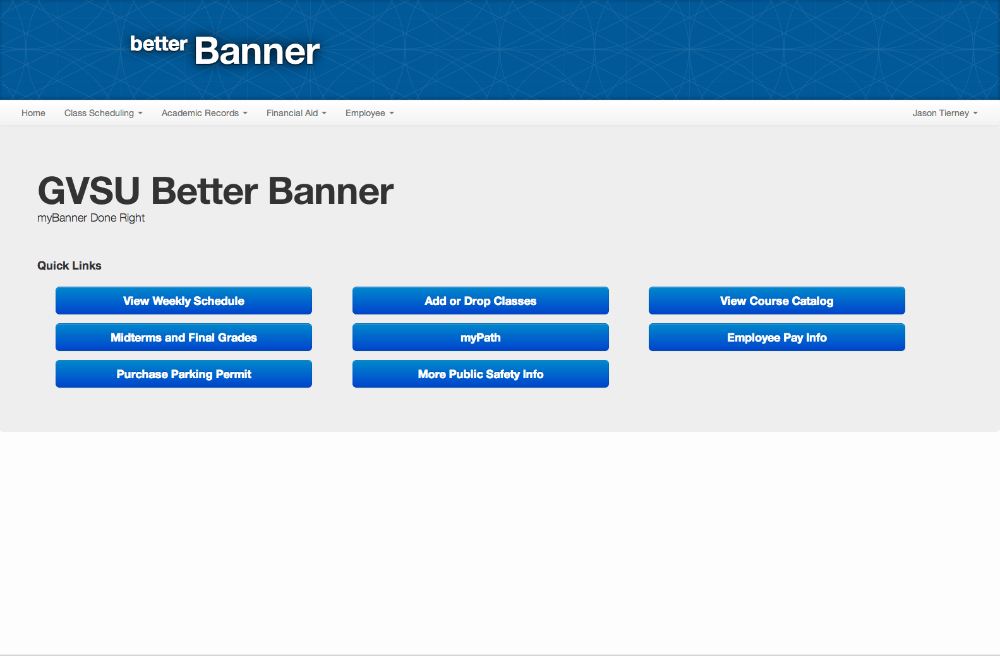 better Banner
Home Class Scheduling Academic Records Financial Aid Employee Jason Tierney
GVSU Better Banner
myBanner Done Right
Quick Links
View Weekly Schedule Add or Drop Classes View Course Catalog
Midterms and Final Grades myPath Employee Pay Info
Purchase Parking Permit More Public Safety Info